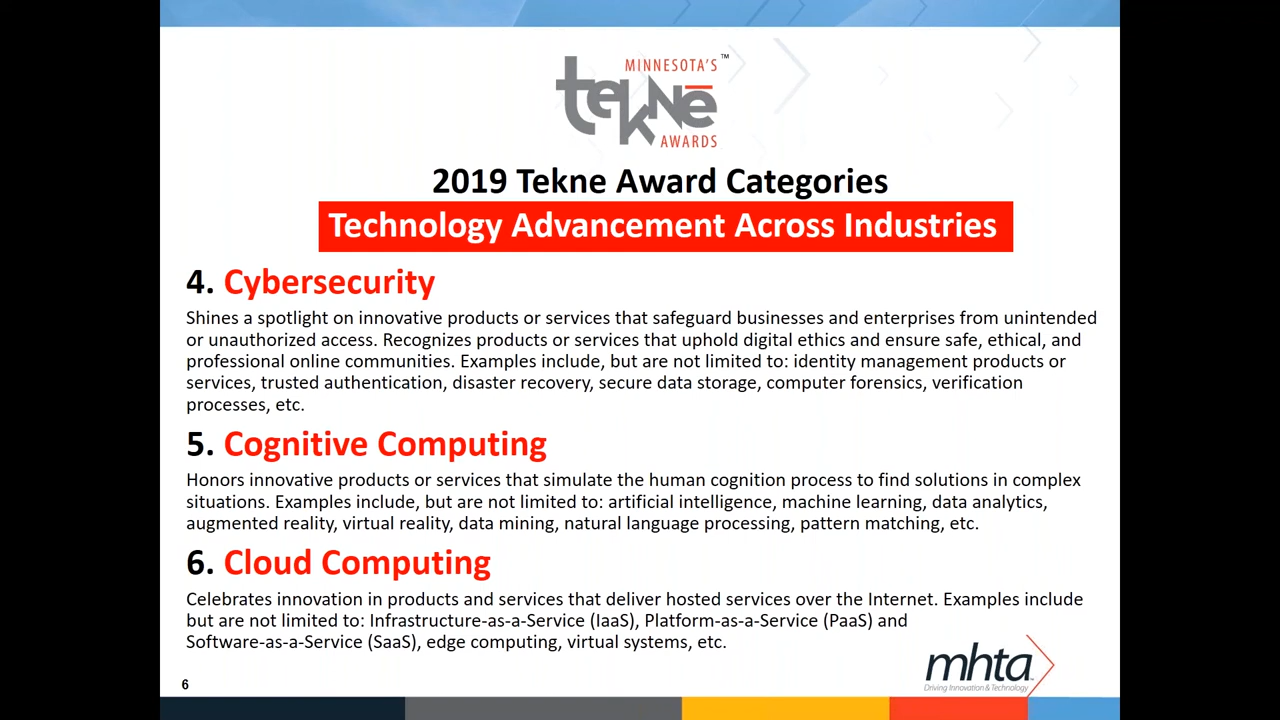 MINNESOTA'S™
teknē
AWARDS
2019 Tekne Award Categories
Technology Advancement Across Industries
4. Cybersecurity
Shines a spotlight on innovative products or services that safeguard businesses and enterprises from unintended
or unauthorized access. Recognizes products or services that uphold digital ethics and ensure safe, ethical, and
professional online communities. Examples include, but are not limited to: identity management products or
services, trusted authentication, disaster recovery, secure data storage, computer forensics, verification
processes, etc.
5. Cognitive Computing
Honors innovative products or services that simulate the human cognition process to find solutions in complex
situations. Examples include, but are not limited to: artificial intelligence, machine learning, data analytics,
augmented reality, virtual reality, data mining, natural language processing, pattern matching, etc.
6. Cloud Computing
Celebrates innovation in products and services that deliver hosted services over the Internet. Examples include
but are not limited to: Infrastructure-as-a-Service (IaaS), Platform-as-a-Service (PaaS) and
Software-as-a-Service (SaaS), edge computing, virtual systems, etc.
mhta
Driving Innovation & Technology
6